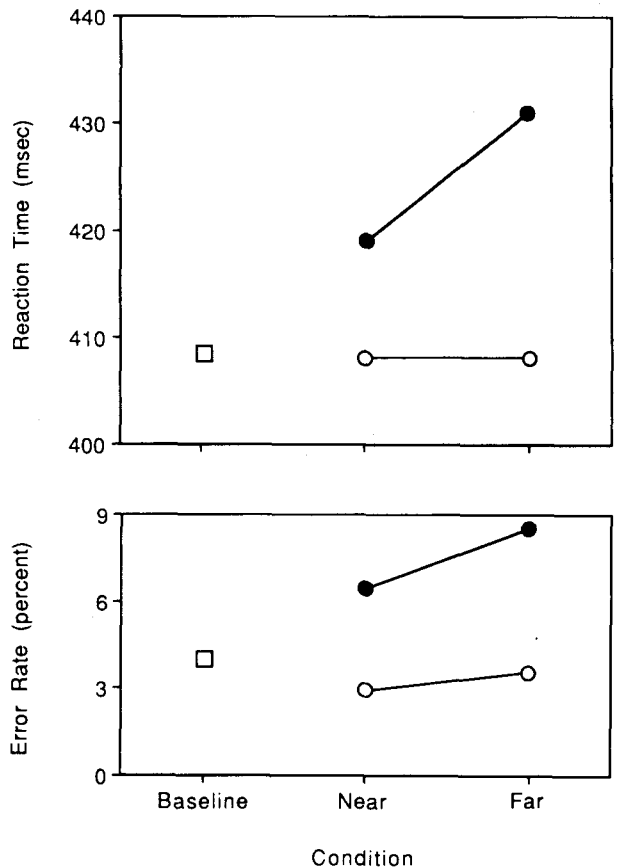 440
430
420
410
400
Reaction Time (msec)
9
6
3
0
Error Rate (percent)
Baseline Near Far
Condition